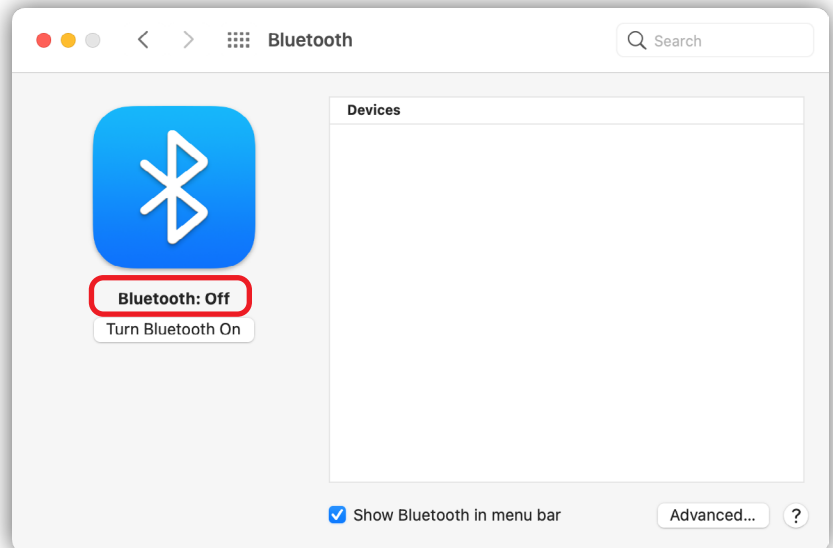 Bluetooth
Search
Devices
Bluetooth: Off
Turn Bluetooth On
Show Bluetooth in menu bar
Advanced...
?